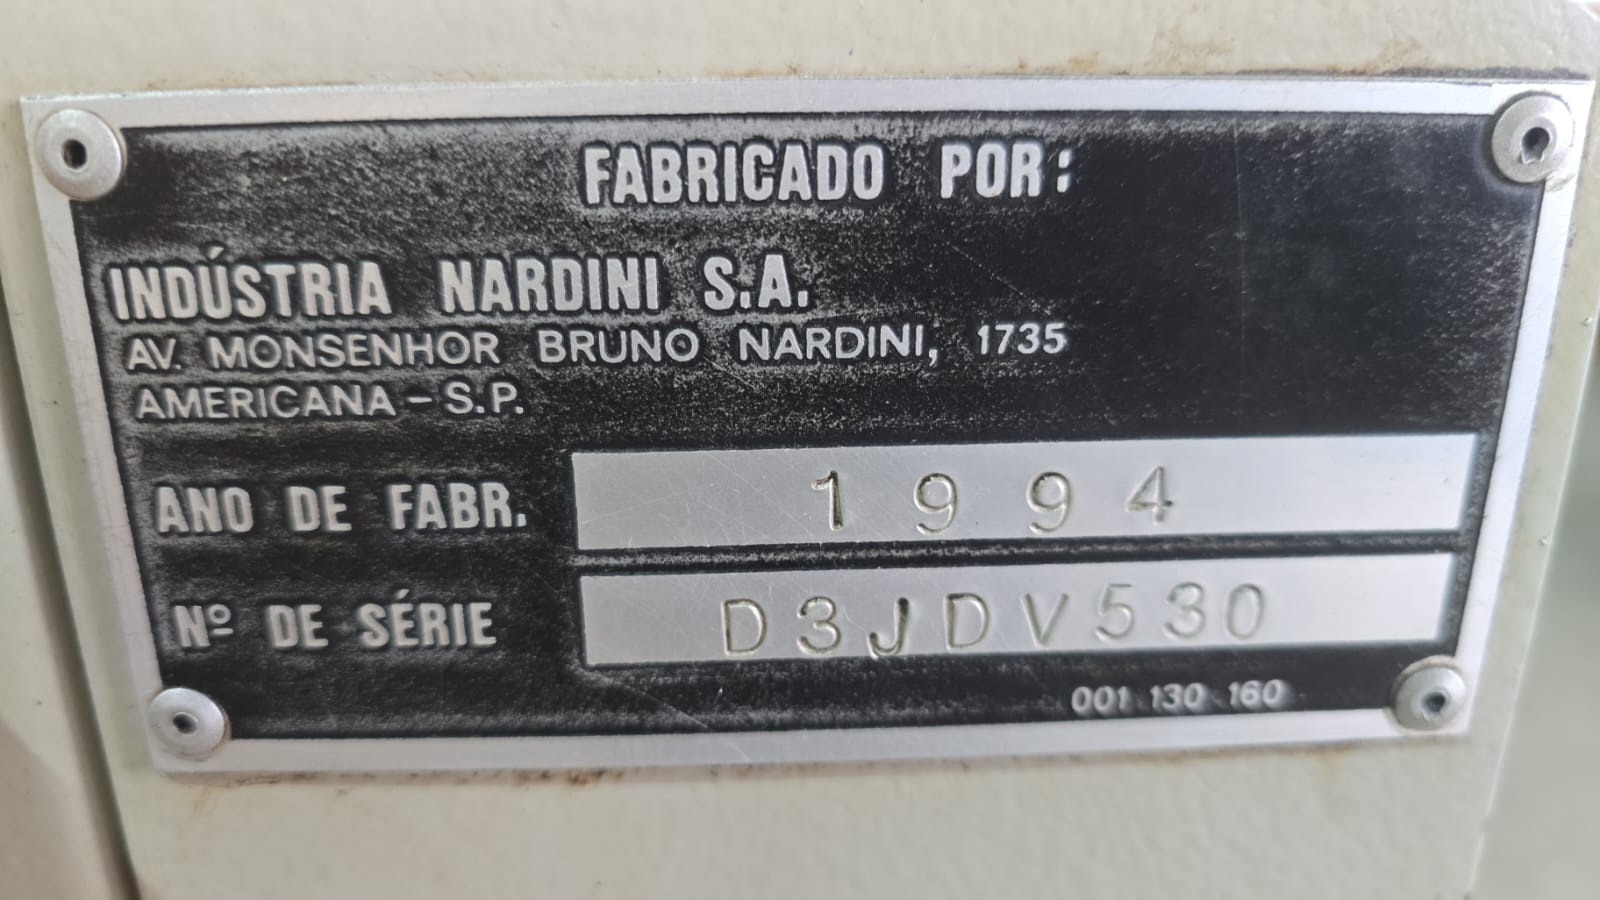 FABRICADO POR:
INDÚSTRIA NARDINI S.A.
AV. MONSENHOR BRUNO NARDINI, 1735
AMERICANA - S.P.
ANO DE FABR. 1994
Nº DE SÉRIE D3JDV530
001 130 160